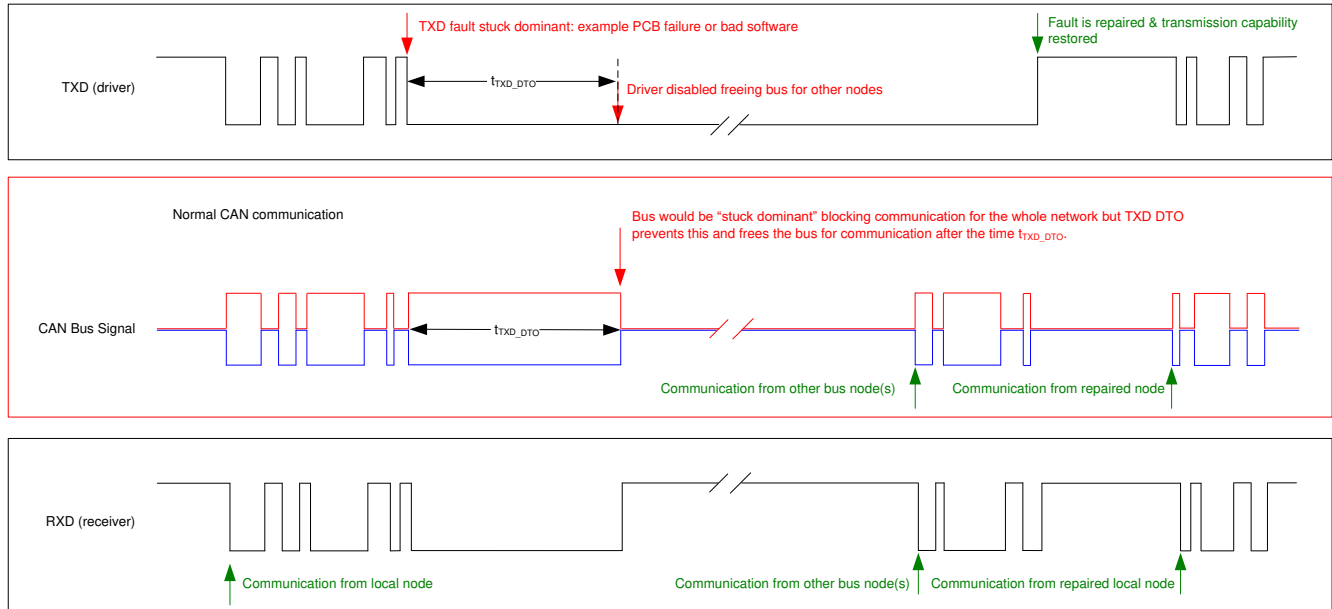 TXD fault stuck dominant: example PCB failure or bad software
Fault is repaired & transmission capability
restored
TXD (driver)
tTXD_DTO
Driver disabled freeing bus for other nodes
Normal CAN communication
Bus would be “stuck dominant” blocking communication for the whole network but TXD DTO
prevents this and frees the bus for communication after the time tTXD_DTO.
CAN Bus Signal
tTXD_DTO
Communication from other bus node(s)
Communication from repaired node
RXD (receiver)
Communication from local node
Communication from other bus node(s)
Communication from repaired local node